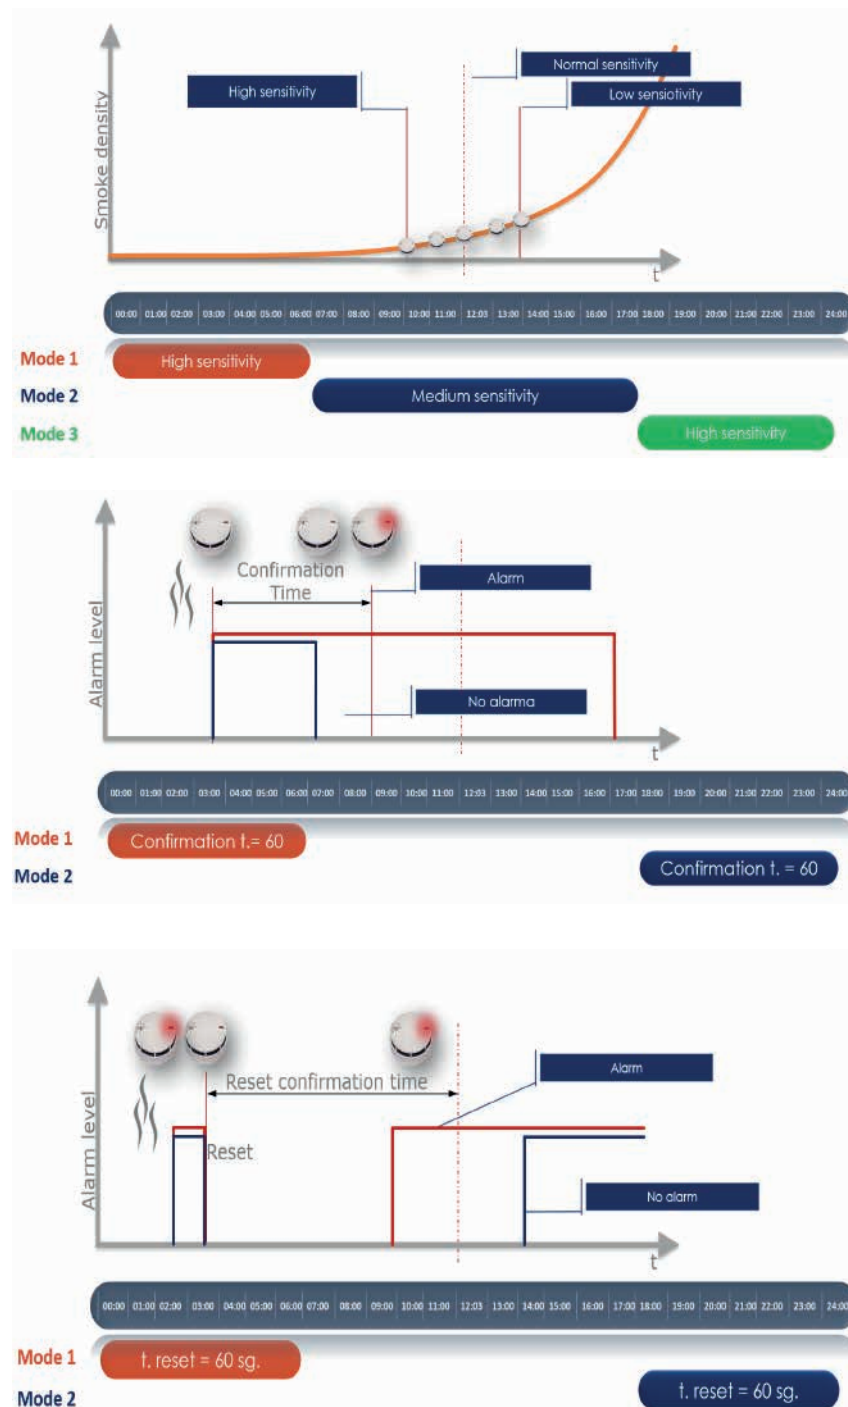 Smoke density
High sensitivity
Normal sensitivity
Low sensiotivity
t
00:00 01:00 02:00 03:00 04:00 05:00 06:00 07:00 08:00 09:00 10:00 11:00 12:03 13:00 14:00 15:00 16:00 17:00 18:00 19:00 20:00 21:00 22:00 23:00 24:00
Mode 1 High sensitivity
Mode 2 Medium sensitivity
Mode 3 High sensitivity
Alarm level
Confirmation
Time
Alarm
No alarma
t
00:00 01:00 02:00 03:00 04:00 05:00 06:00 07:00 08:00 09:00 10:00 11:00 12:03 13:00 14:00 15:00 16:00 17:00 18:00 19:00 20:00 21:00 22:00 23:00 24:00
Mode 1 Confirmation t.= 60
Mode 2 Confirmation t. = 60
Alarm level
Reset confirmation time
Alarm
Reset
No alarm
t
00:00 01:00 02:00 03:00 04:00 05:00 06:00 07:00 08:00 09:00 10:00 11:00 12:03 13:00 14:00 15:00 16:00 17:00 18:00 19:00 20:00 21:00 22:00 23:00 24:00
Mode 1 t. reset = 60 sg.
Mode 2 t. reset = 60 sg.